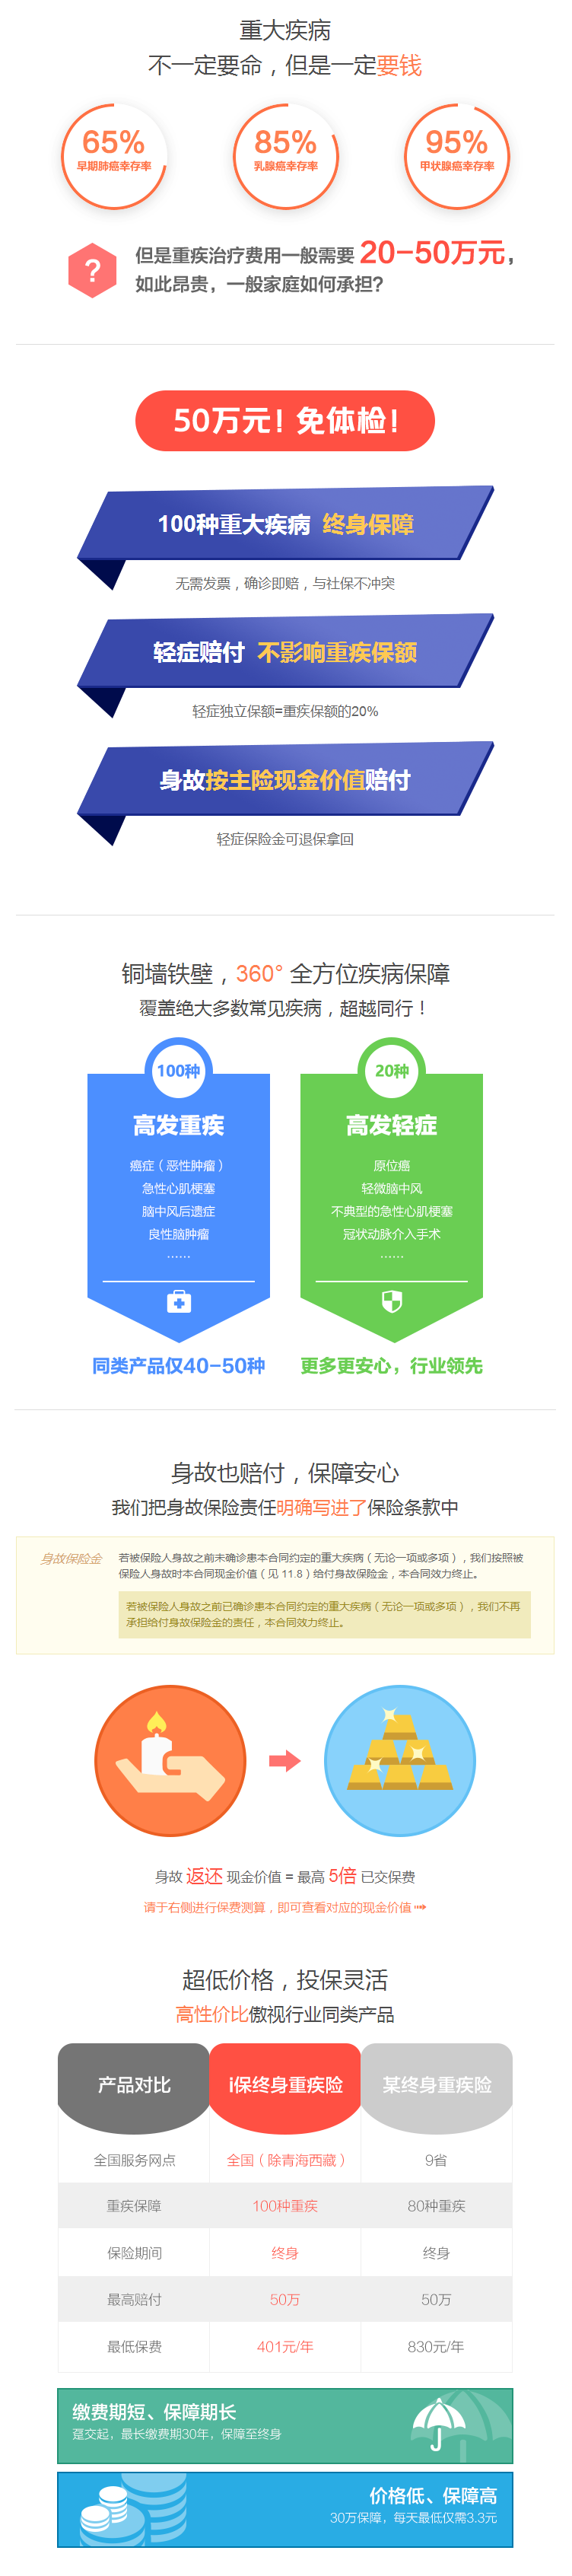 重大疾病
不一定要命，但是一定要钱
65%
早期肺癌幸存率
85%
乳腺癌幸存率
95%
甲状腺癌幸存率
?
但是重疾治疗费用一般需要 20-50万元，
如此昂贵，一般家庭如何承担？
50万元！免体检！
100种重大疾病 终身保障
无需发票，确诊即赔，与社保不冲突
轻症赔付 不影响重疾保额
轻症独立保额=重疾保额的20%
身故按主险现金价值赔付
轻症保险金可退保拿回
铜墙铁壁，360° 全方位疾病保障
覆盖绝大多数常见疾病，超越同行！
100种
高发重疾
癌症（恶性肿瘤）
急性心肌梗塞
脑中风后遗症
良性脑肿瘤
......
同类产品仅40-50种
20种
高发轻症
原位癌
轻微脑中风
不典型的急性心肌梗塞
冠状动脉介入手术
......
更多更安心，行业领先
身故也赔付，保障安心
我们把身故保险责任明确写进了保险条款中
身故保险金
若被保险人身故之前未确诊患本合同约定的重大疾病（无论一项或多项），我们按照被
保险人身故时本合同现金价值（见 11.8）给付身故保险金，本合同效力终止。
若被保险人身故之前已确诊患本合同约定的重大疾病（无论一项或多项），我们不再
承担给付身故保险金的责任，本合同效力终止。
身故 返还 现金价值 = 最高 5倍 已交保费
请于右侧进行保费测算，即可查看对应的现金价值
超低价格，投保灵活
高性价比傲视行业同类产品
产品对比 i保终身重疾险 某终身重疾险
全国服务网点 全国（除青海西藏） 9省
重疾保障 100种重疾 80种重疾
保险期间 终身 终身
最高赔付 50万 50万
最低保费 401元/年 830元/年
缴费期短、保障期长
趸交起，最长缴费期30年，保障至终身
价格低、保障高
30万保障，每天最低仅需3.3元